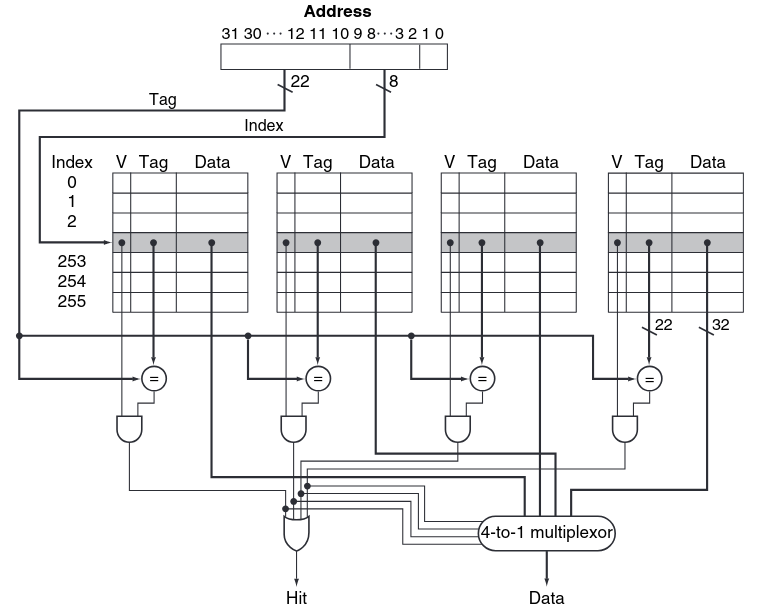 Address
31 30 ··· 12 11 10 9 8···3 2 1 0
22 8
Tag
Index
Index V Tag Data V Tag Data V Tag Data V Tag Data
0
1
2
253
254
255
22 32
= = = =
4-to-1 multiplexor
Hit Data